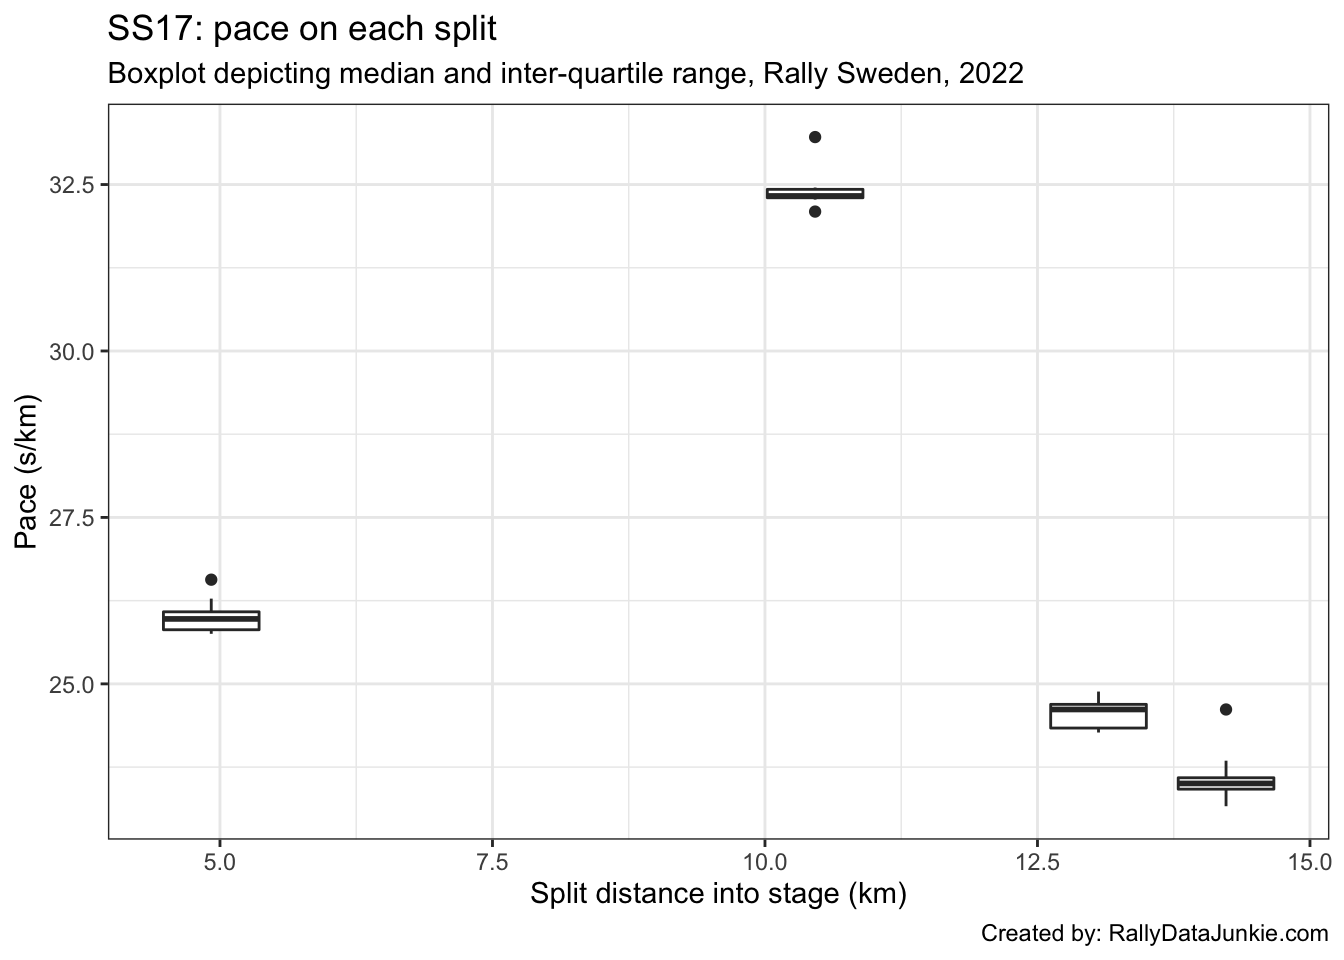 SS17: pace on each split
Boxplot depicting median and inter-quartile range, Rally Sweden, 2022
32.5
30.0
27.5
25.0
Pace (s/km)
5.0 7.5 10.0 12.5 15.0
Split distance into stage (km)
Created by: RallyDataJunkie.com